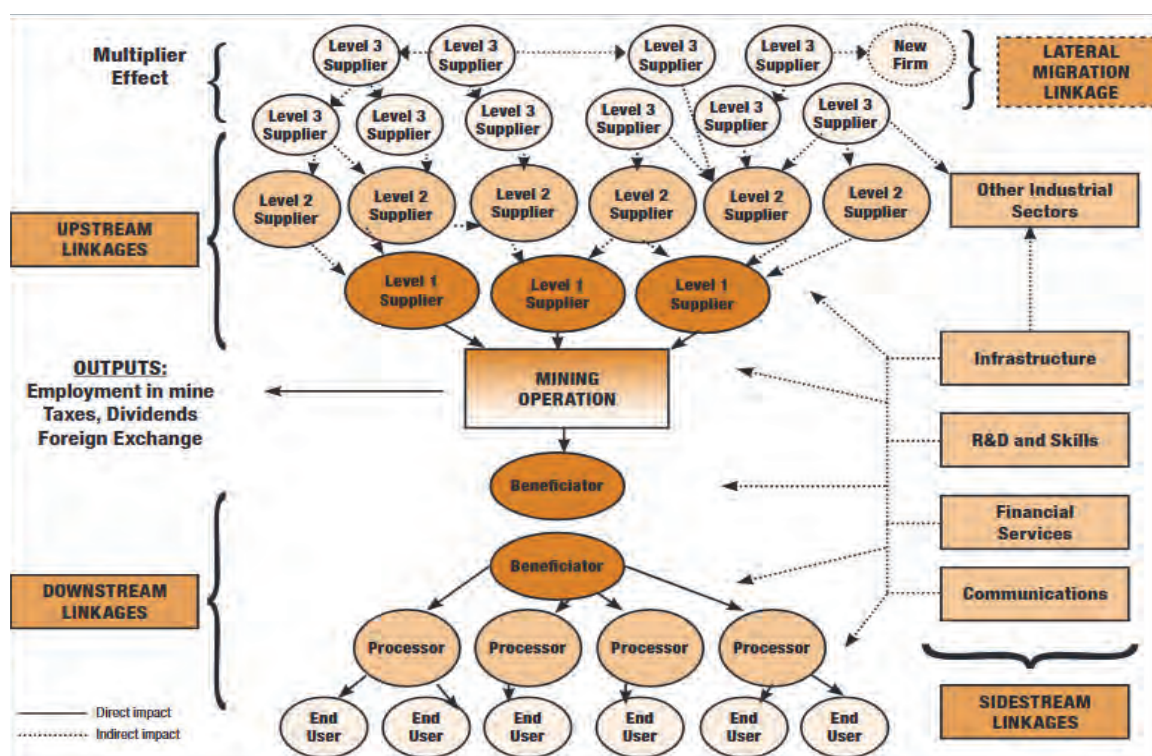 Multiplier
Effect
Level 3
Supplier
Level 3
Supplier
Level 3
Supplier
Level 3
Supplier
New
Firm
LATERAL
MIGRATION
LINKAGE
Level 3
Supplier
Level 3
Supplier
Level 3
Supplier
Level 3
Supplier
Level 3
Supplier
Level 3
Supplier
UPSTREAM
LINKAGES
Level 2
Supplier
Level 2
Supplier
Level 2
Supplier
Level 2
Supplier
Level 2
Supplier
Level 2
Supplier
Other Industrial
Sectors
Level 1
Supplier
Level 1
Supplier
Level 1
Supplier
OUTPUTS:
Employment in mine
Taxes, Dividends
Foreign Exchange
MINING
OPERATION
Infrastructure
R&D and Skills
Beneficiator
Financial
Services
DOWNSTREAM
LINKAGES
Beneficiator
Communications
Processor
Processor
Processor
Processor
SIDESTREAM
LINKAGES
End
User
End
User
End
User
End
User
End
User
End
User
Direct impact
Indirect impact